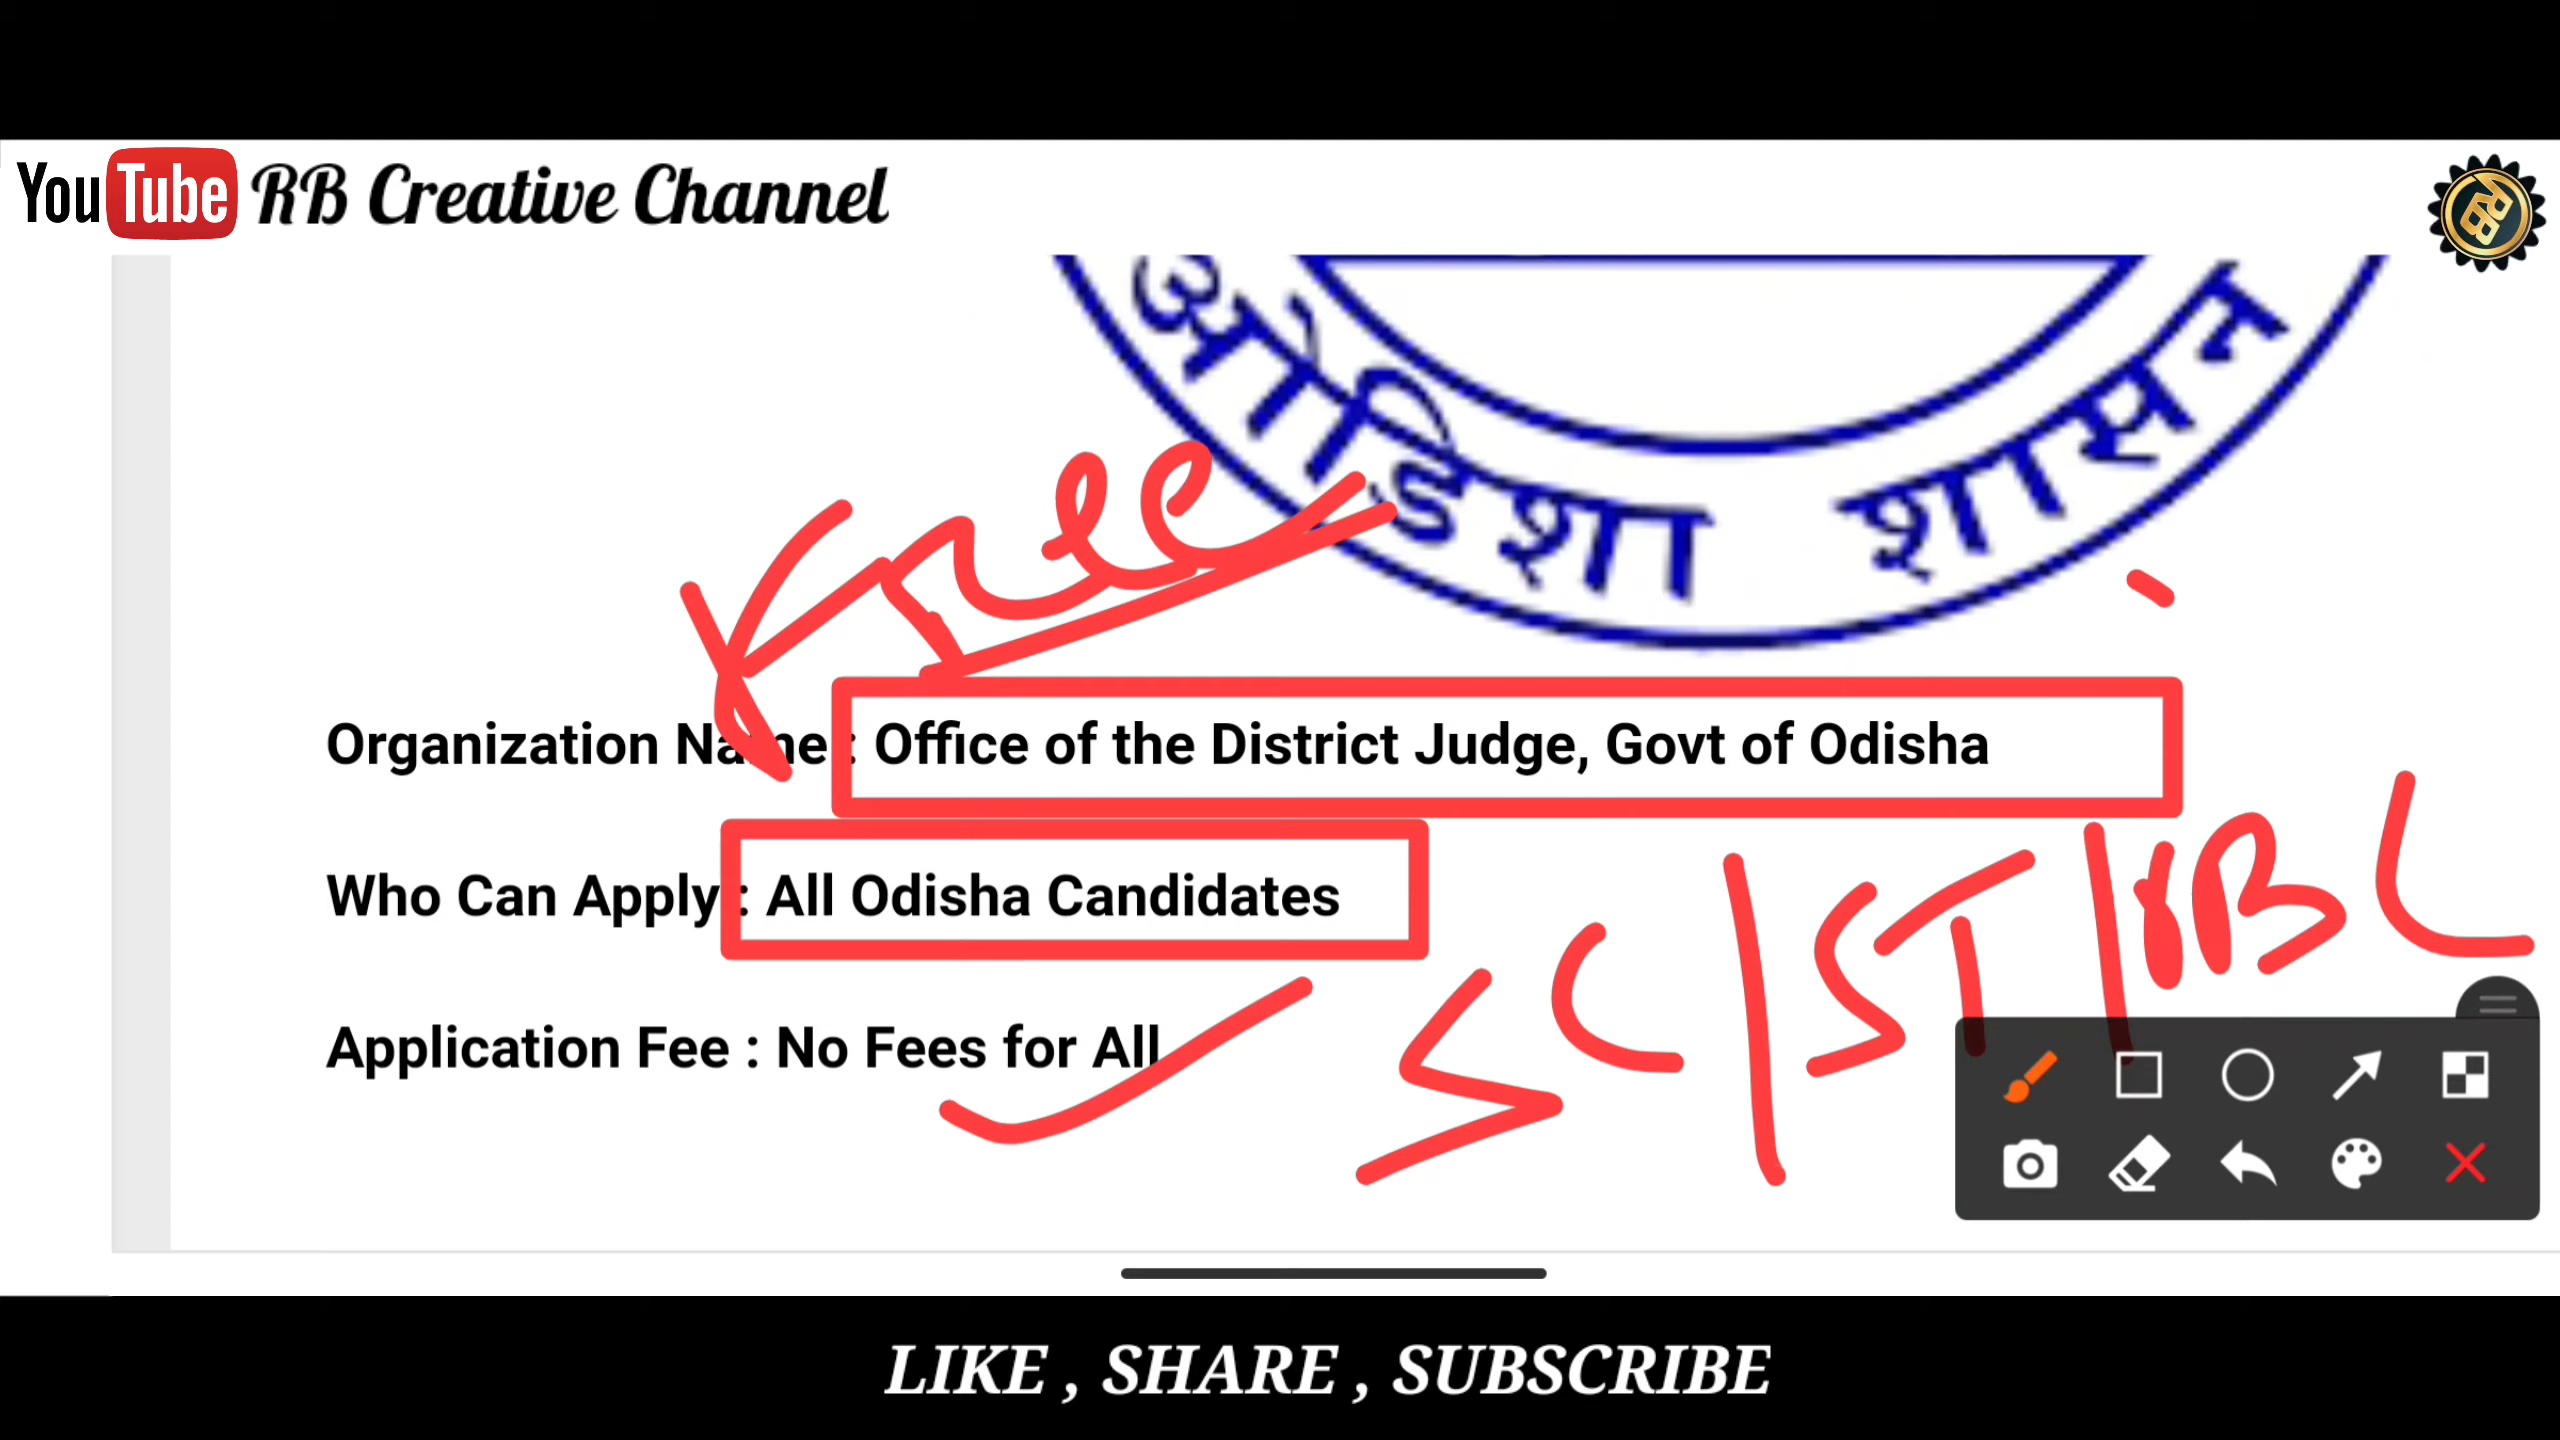 YouTube RB Creative Channel
ओडिशा शासन
Free
Organization Name : Office of the District Judge, Govt of Odisha
Who Can Apply : All Odisha Candidates
SC/ST/
Application Fee : No Fees for All
LIKE , SHARE , SUBSCRIBE